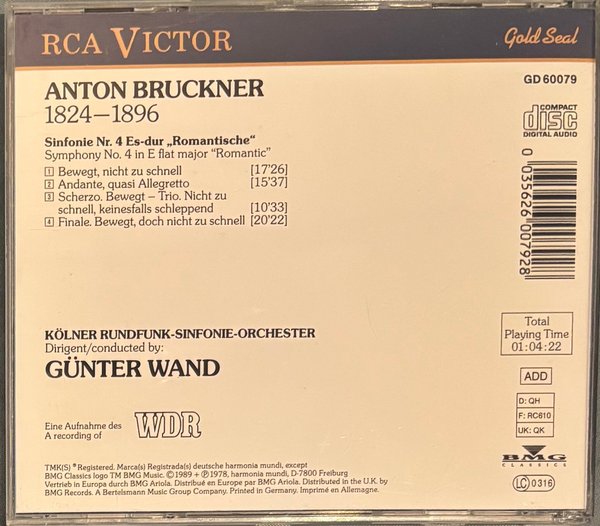 RCA VICTOR
Gold Seal
ANTON BRUCKNER
1824–1896
GD 60079
COMPACT
disc
DIGITAL AUDIO
Sinfonie Nr. 4 Es-dur „Romantische“
Symphony No. 4 in E flat major “Romantic”
1 Bewegt, nicht zu schnell [17'26]
2 Andante, quasi Allegretto [15'37]
3 Scherzo. Bewegt – Trio. Nicht zu
schnell, keinesfalls schleppend [10'33]
4 Finale. Bewegt, doch nicht zu schnell [20'22]
0 035626 007928
KÖLNER RUNDFUNK-SINFONIE-ORCHESTER
Dirigent/conducted by:
GÜNTER WAND
Total
Playing Time
01:04:22
ADD
D: QH
F: RC610
UK: QK
Eine Aufnahme des
A recording of
WDR
BMG
CLASSICS
LC 0316
TMK(S) ® Registered. Marca(s) Registrada(s) deutsche harmonia mundi, except
BMG Classics logo TM BMG Music. © 1989 + ℗ 1978, harmonia mundi, D-7800 Freiburg
Vertrieb in Europa durch BMG Ariola. Distribué en Europe par BMG Ariola. Distributed in the U.K. by
BMG Records. A Bertelsmann Music Group Company. Printed in Germany. Imprimé en Allemagne.